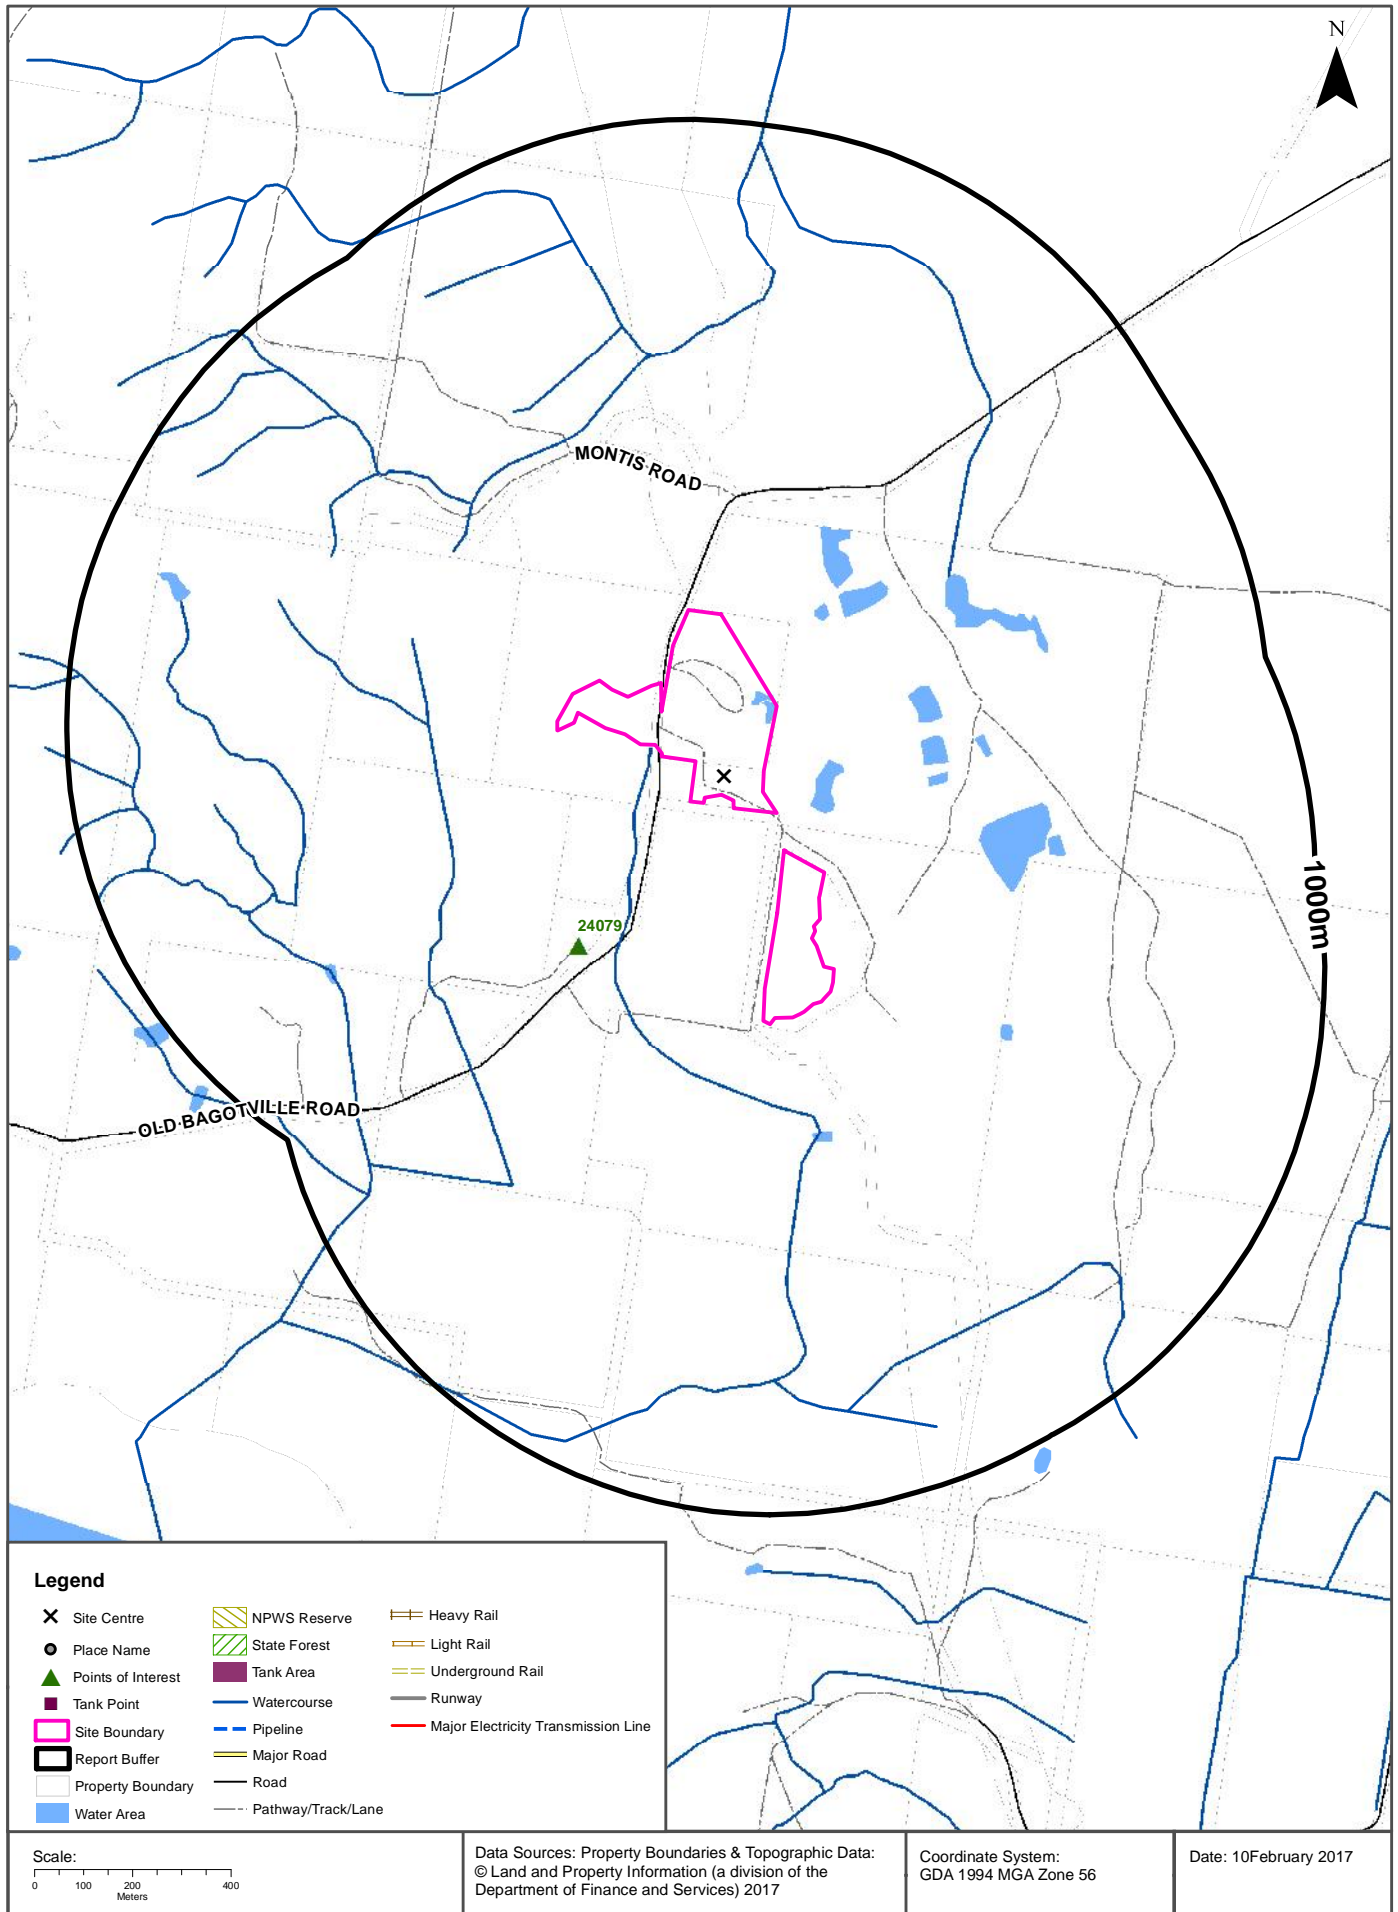 N
MONTIS ROAD
24079
1000m
OLD BAGOTVILLE ROAD
Legend
Site Centre
Place Name
Points of Interest
Tank Point
Site Boundary
Report Buffer
Property Boundary
Water Area
NPWS Reserve
State Forest
Tank Area
Watercourse
Pipeline
Major Road
Road
Pathway/Track/Lane
Heavy Rail
Light Rail
Underground Rail
Runway
Major Electricity Transmission Line
Scale:
0 100 200 400
Meters
Data Sources: Property Boundaries & Topographic Data:
© Land and Property Information (a division of the
Department of Finance and Services) 2017
Coordinate System:
GDA 1994 MGA Zone 56
Date: 10February 2017